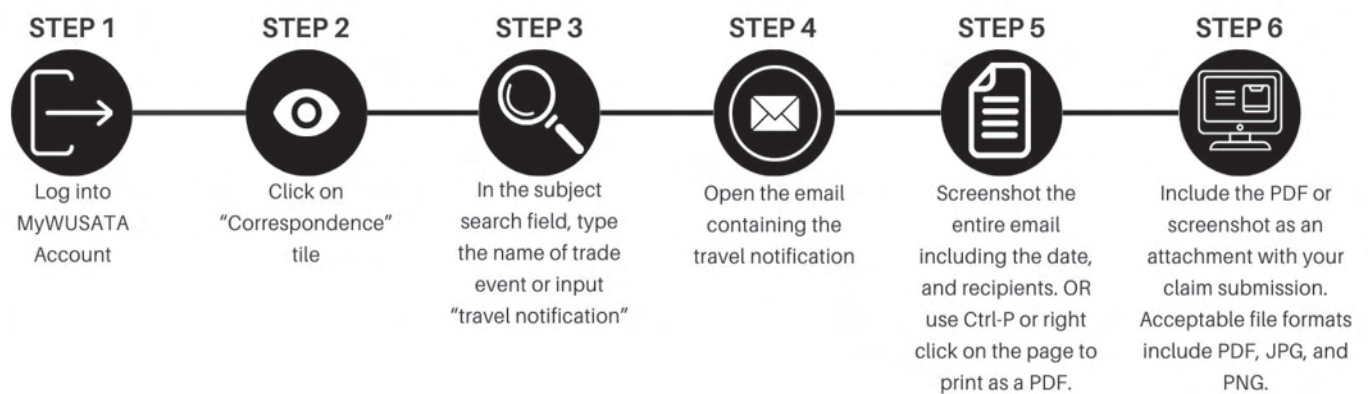 STEP 1
Log into
MyWUSATA
Account
STEP 2
Click on
“Correspondence”
tile
STEP 3
In the subject
search field, type
the name of trade
event or input
“travel notification”
STEP 4
Open the email
containing the
travel notification
STEP 5
Screenshot the
entire email
including the date,
and recipients. OR
use Ctrl-P or right
click on the page to
print as a PDF.
STEP 6
Include the PDF or
screenshot as an
attachment with your
claim submission.
Acceptable file formats
include PDF, JPG, and
PNG.